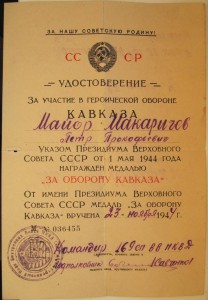 ЗА НАШУ СОВЕТСКУЮ РОДИНУ!
СС СР
УДОСТОВЕРЕНИЕ
ЗА УЧАСТИЕ В ГЕРОИЧЕСКОЙ ОБОРОНЕ
КАВКАЗА
Майор Макаричев
Петр Прокофьевич
УКАЗОМ ПРЕЗИДИУМА ВЕРХОВНОГО
СОВЕТА СССР ОТ 1 МАЯ 1944 ГОДА
НАГРАЖДЕН МЕДАЛЬЮ
„ЗА ОБОРОНУ КАВКАЗА“
ОТ ИМЕНИ ПРЕЗИДИУМА ВЕРХОВНОГО
СОВЕТА СССР МЕДАЛЬ „ЗА ОБОРОНУ
КАВКАЗА“ ВРУЧЕНА 25 ноября 1944 г.
№ 036455
Командир